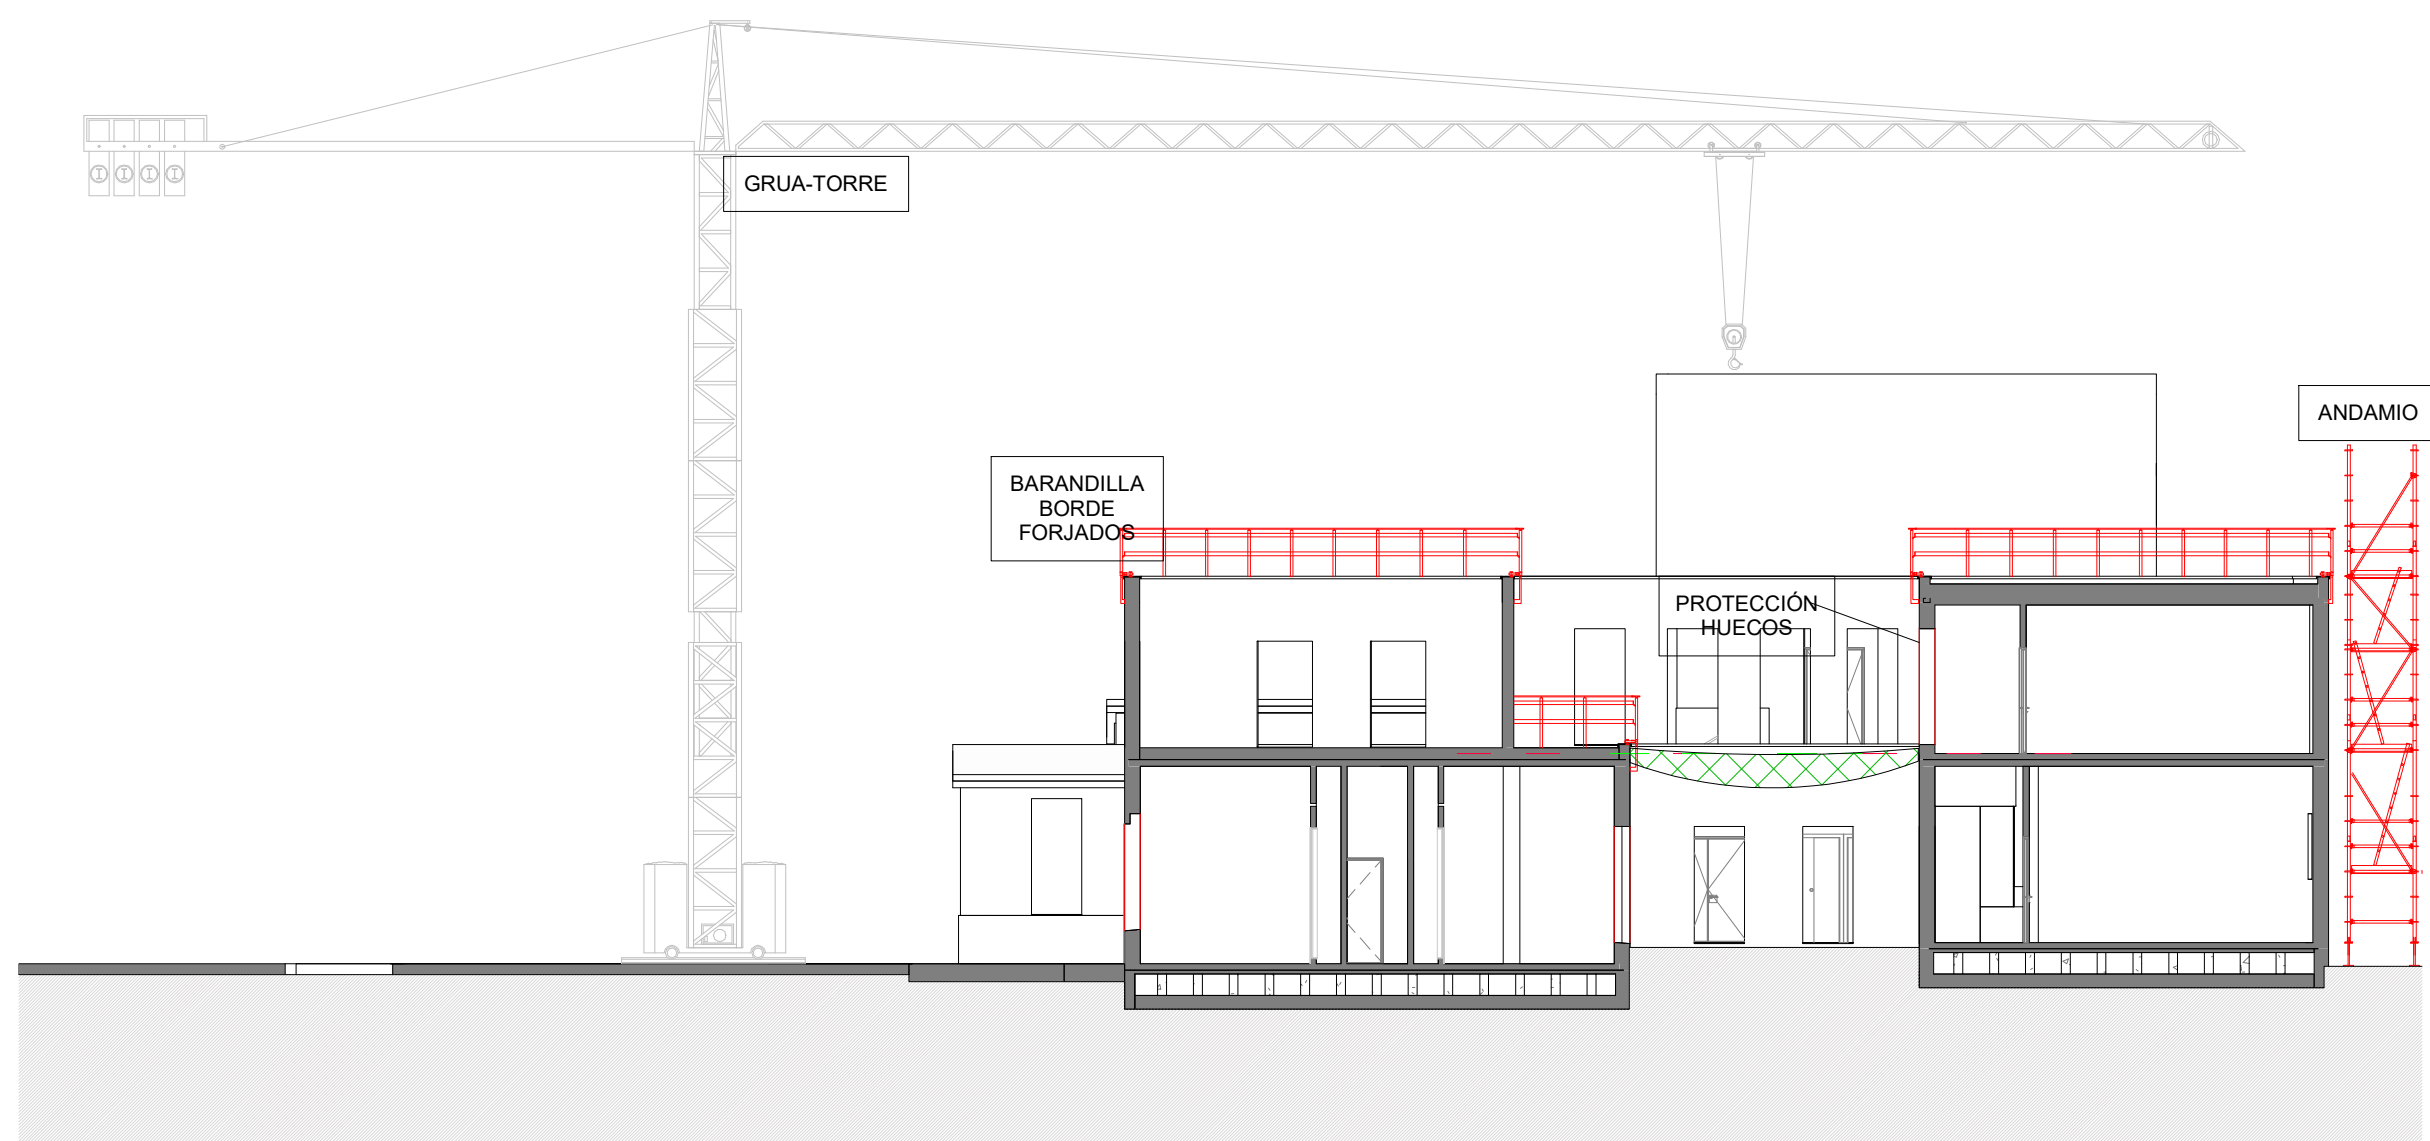 GRUA-TORRE
ANDAMIO
BARANDILLA
BORDE
FORJADOS
PROTECCIÓN
HUECOS